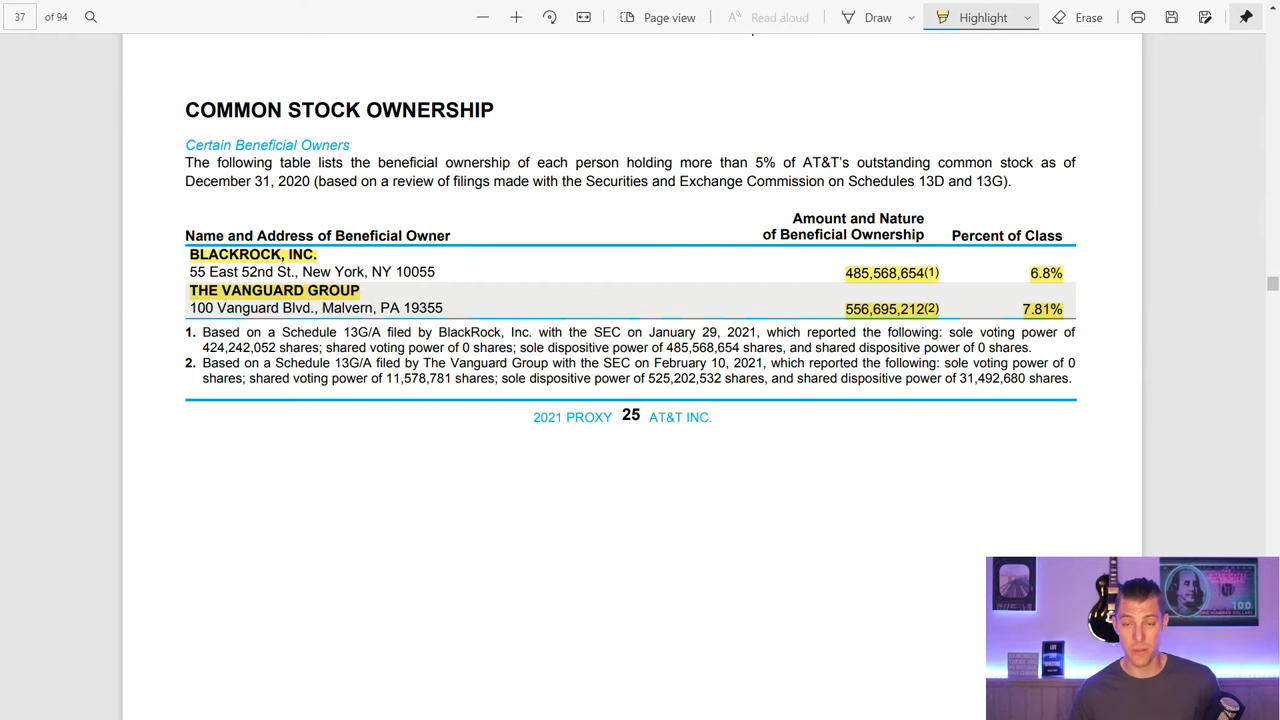 37 of 94
Page view
Read aloud
Draw
Highlight
Erase
COMMON STOCK OWNERSHIP
Certain Beneficial Owners
The following table lists the beneficial ownership of each person holding more than 5% of AT&T's outstanding common stock as of
December 31, 2020 (based on a review of filings made with the Securities and Exchange Commission on Schedules 13D and 13G).
Amount and Nature
Name and Address of Beneficial Owner of Beneficial Ownership Percent of Class
BLACKROCK, INC.
55 East 52nd St., New York, NY 10055 485,568,654(1) 6.8%
THE VANGUARD GROUP
100 Vanguard Blvd., Malvern, PA 19355 556,695,212(2) 7.81%
1. Based on a Schedule 13G/A filed by BlackRock, Inc. with the SEC on January 29, 2021, which reported the following: sole voting power of
424,242,052 shares; shared voting power of 0 shares; sole dispositive power of 485,568,654 shares, and shared dispositive power of 0 shares.
2. Based on a Schedule 13G/A filed by The Vanguard Group with the SEC on February 10, 2021, which reported the following: sole voting power of 0
shares; shared voting power of 11,578,781 shares; sole dispositive power of 525,202,532 shares, and shared dispositive power of 31,492,680 shares.
2021 PROXY 25 AT&T INC.
100